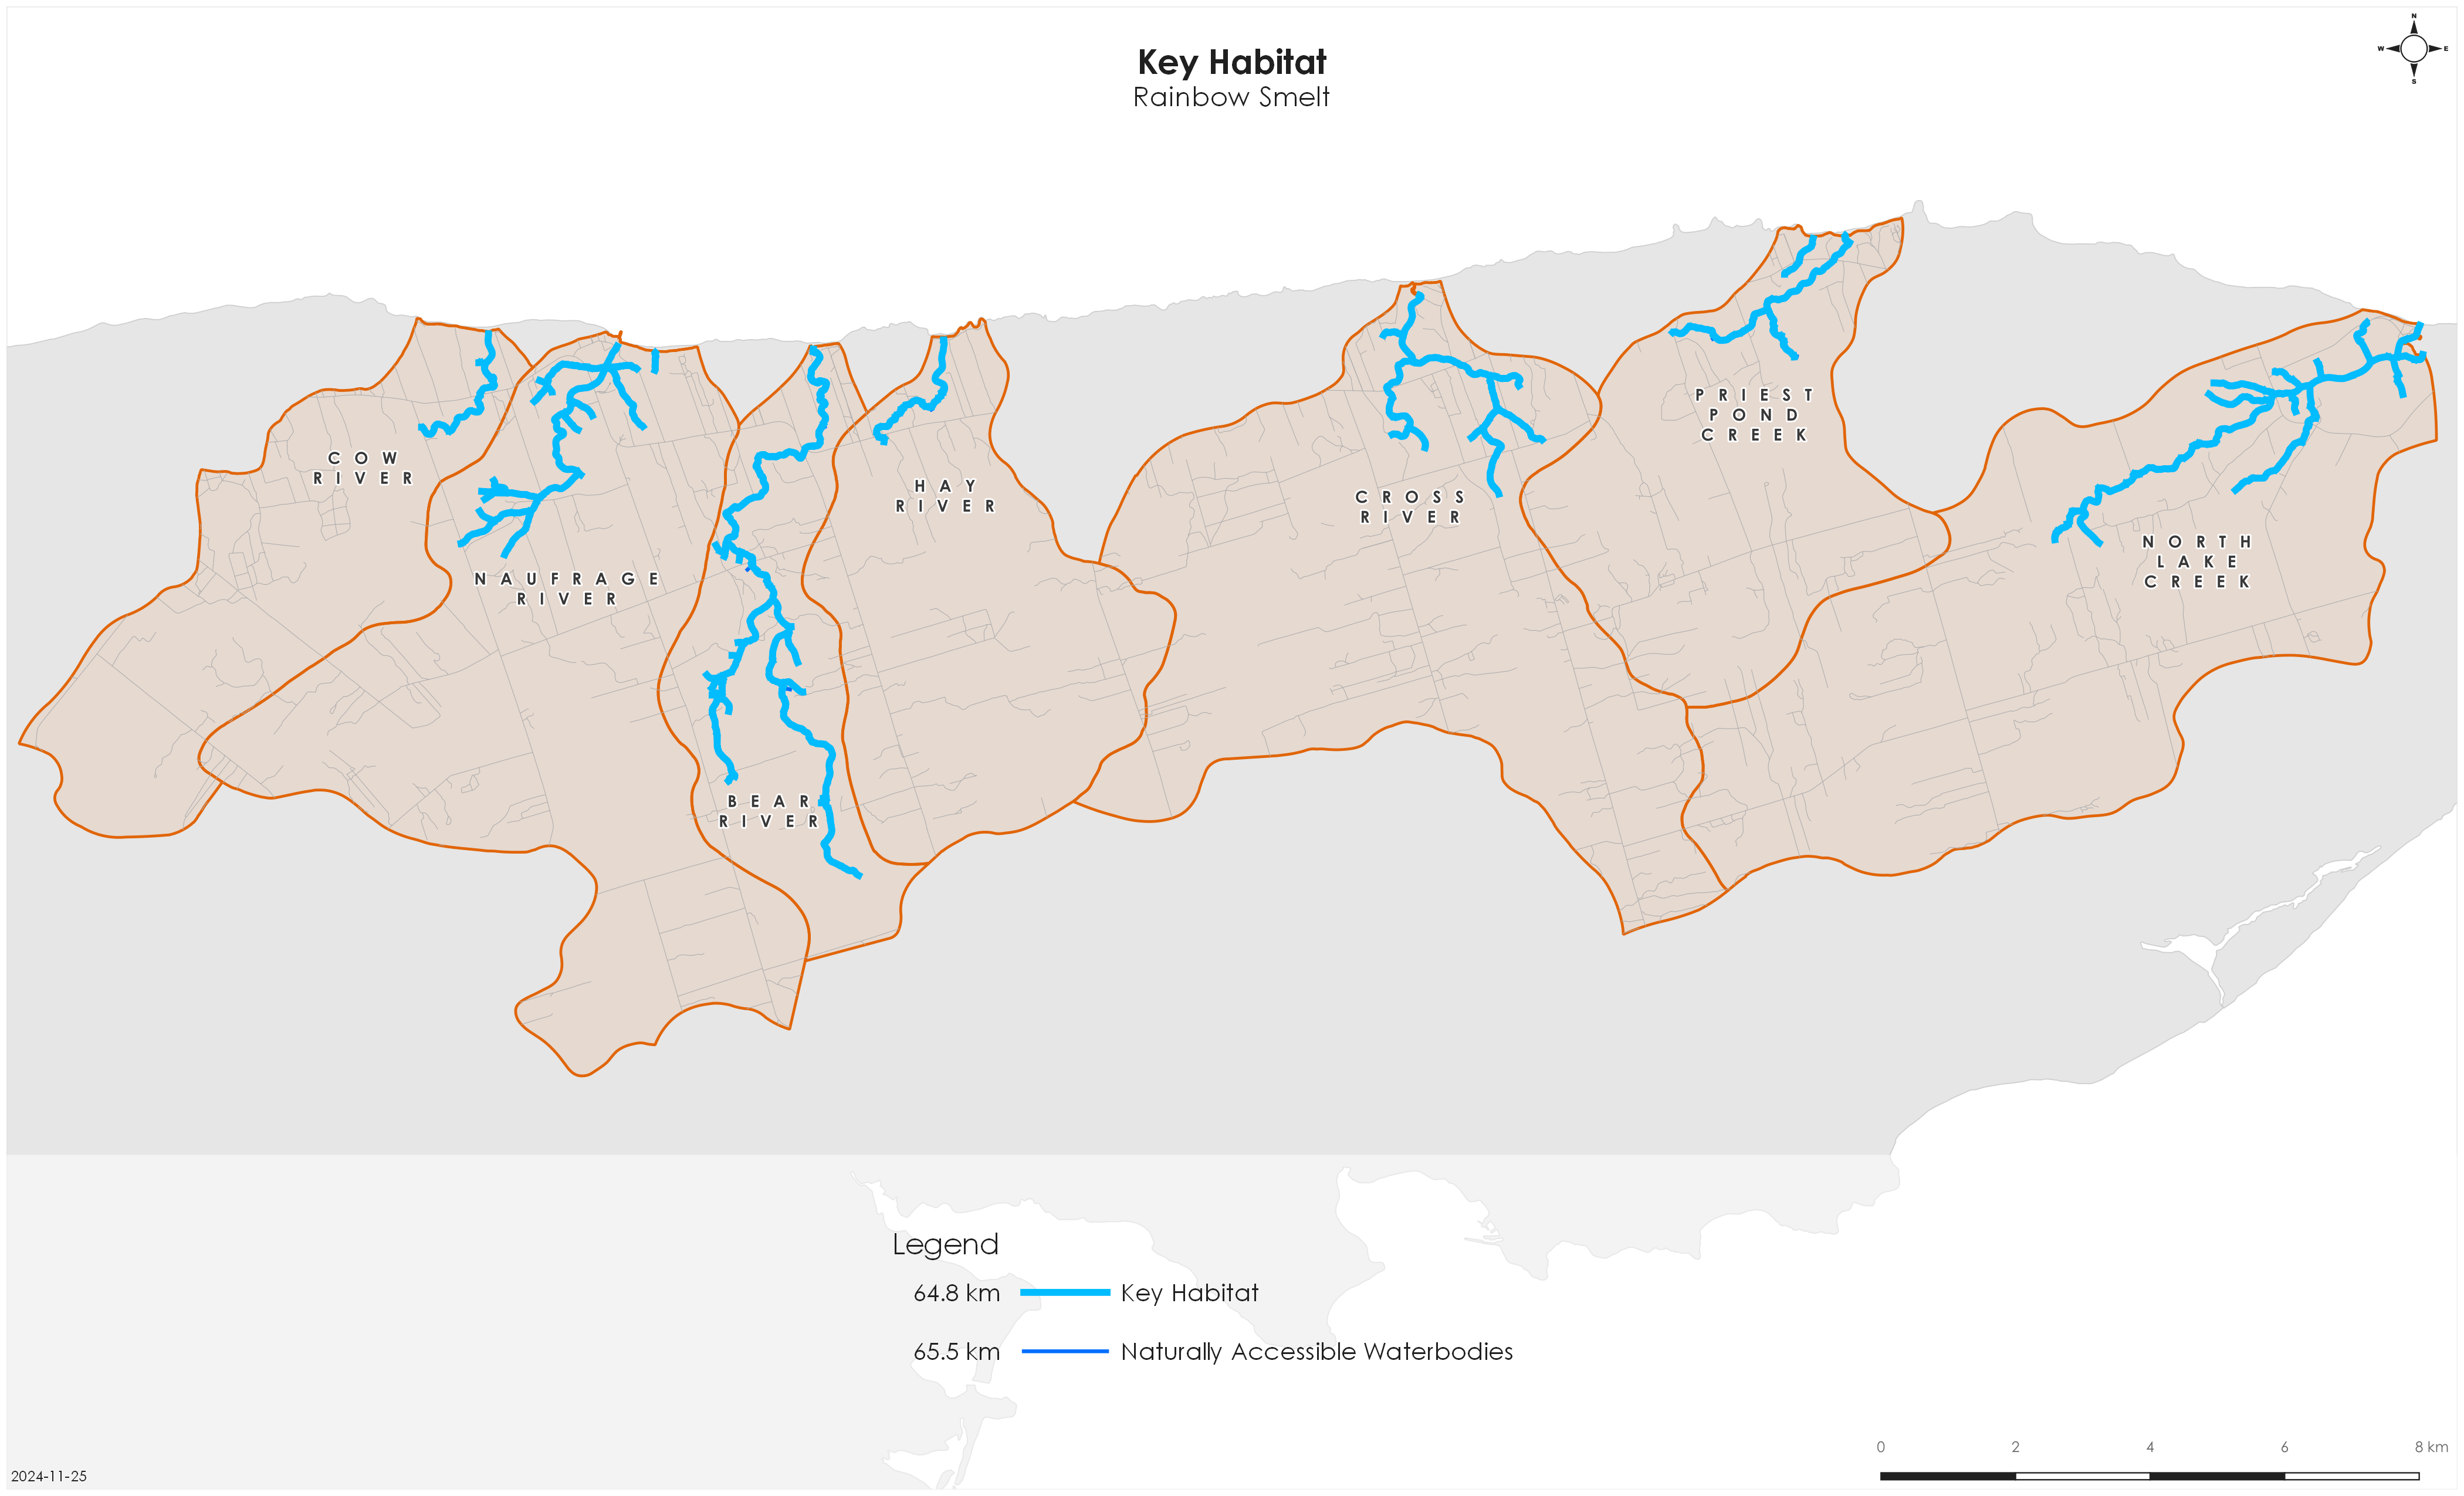 N
W E
S
Key Habitat
Rainbow Smelt
PRIEST
POND
CREEK
COW
RIVER
HAY
RIVER
CROSS
RIVER
NORTH
LAKE
CREEK
NAUFRAGE
RIVER
BEAR
RIVER
Legend
64.8 km Key Habitat
65.5 km Naturally Accessible Waterbodies
0 2 4 6 8 km
2024-11-25